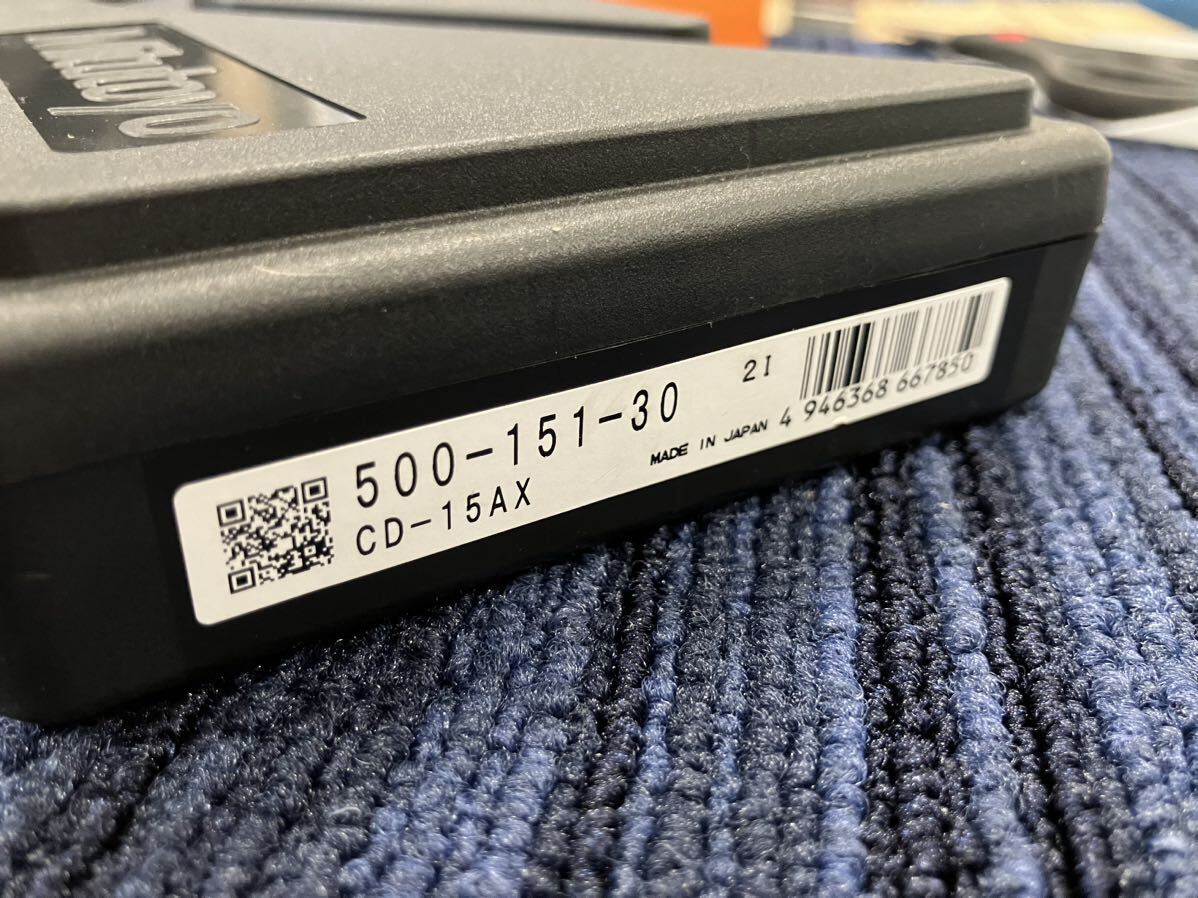 Mitutoyo
500-151-30
CD-15AX
2I
MADE IN JAPAN
4 946368 667850